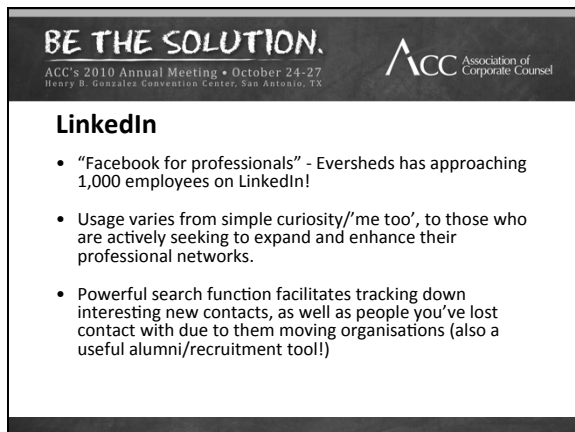 BE THE SOLUTION.
ACC's 2010 Annual Meeting • October 24-27
Henry B. Gonzalez Convention Center, San Antonio, TX
ACC Association of
Corporate Counsel
LinkedIn
• “Facebook for professionals” - Eversheds has approaching
1,000 employees on LinkedIn!
• Usage varies from simple curiosity/’me too’, to those who
are actively seeking to expand and enhance their
professional networks.
• Powerful search function facilitates tracking down
interesting new contacts, as well as people you’ve lost
contact with due to them moving organisations (also a
useful alumni/recruitment tool!)